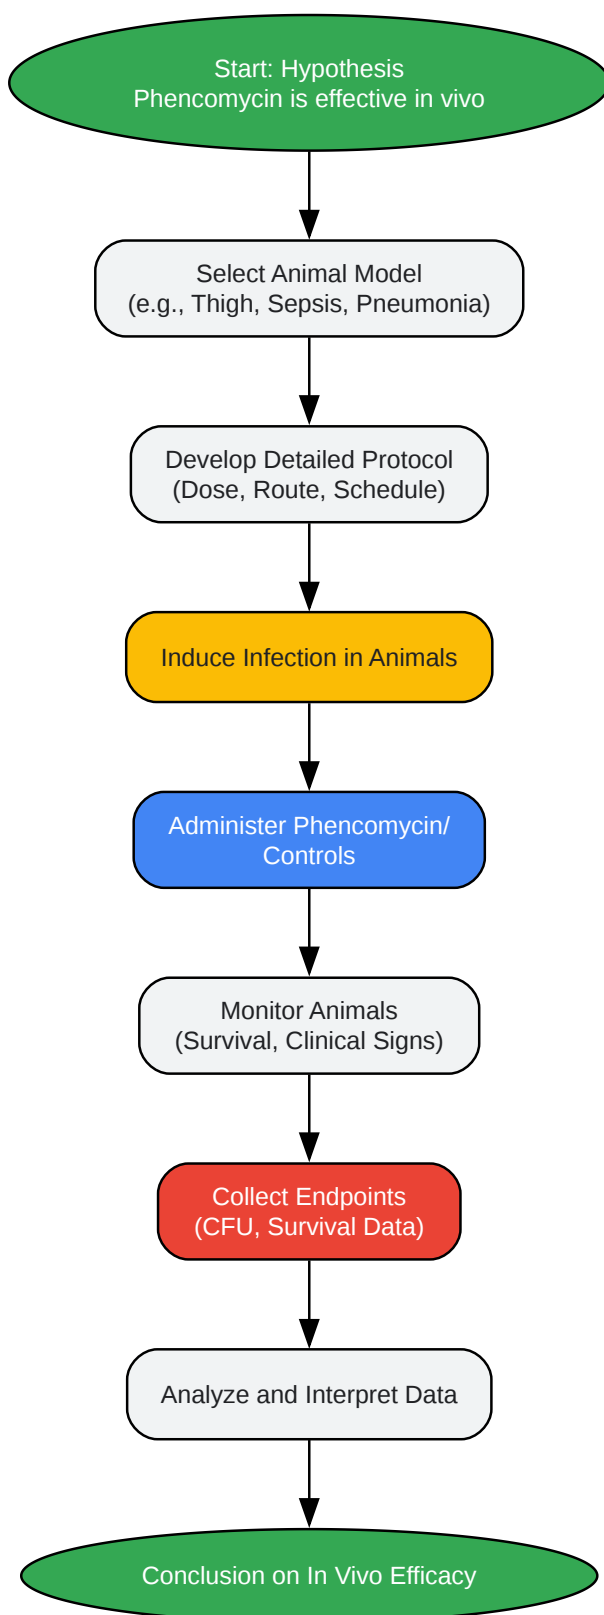 Start: Hypothesis
Phencomycin is effective in vivo
Select Animal Model
(e.g., Thigh, Sepsis, Pneumonia)
Develop Detailed Protocol
(Dose, Route, Schedule)
Induce Infection in Animals
Administer Phencomycin/
Controls
Monitor Animals
(Survival, Clinical Signs)
Collect Endpoints
(CFU, Survival Data)
Analyze and Interpret Data
Conclusion on In Vivo Efficacy